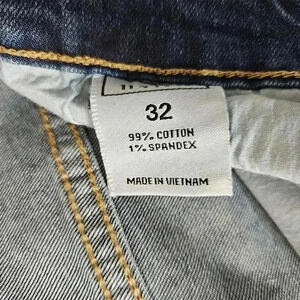 32
99% COTTON
1% SPANDEX
MADE IN VIETNAM